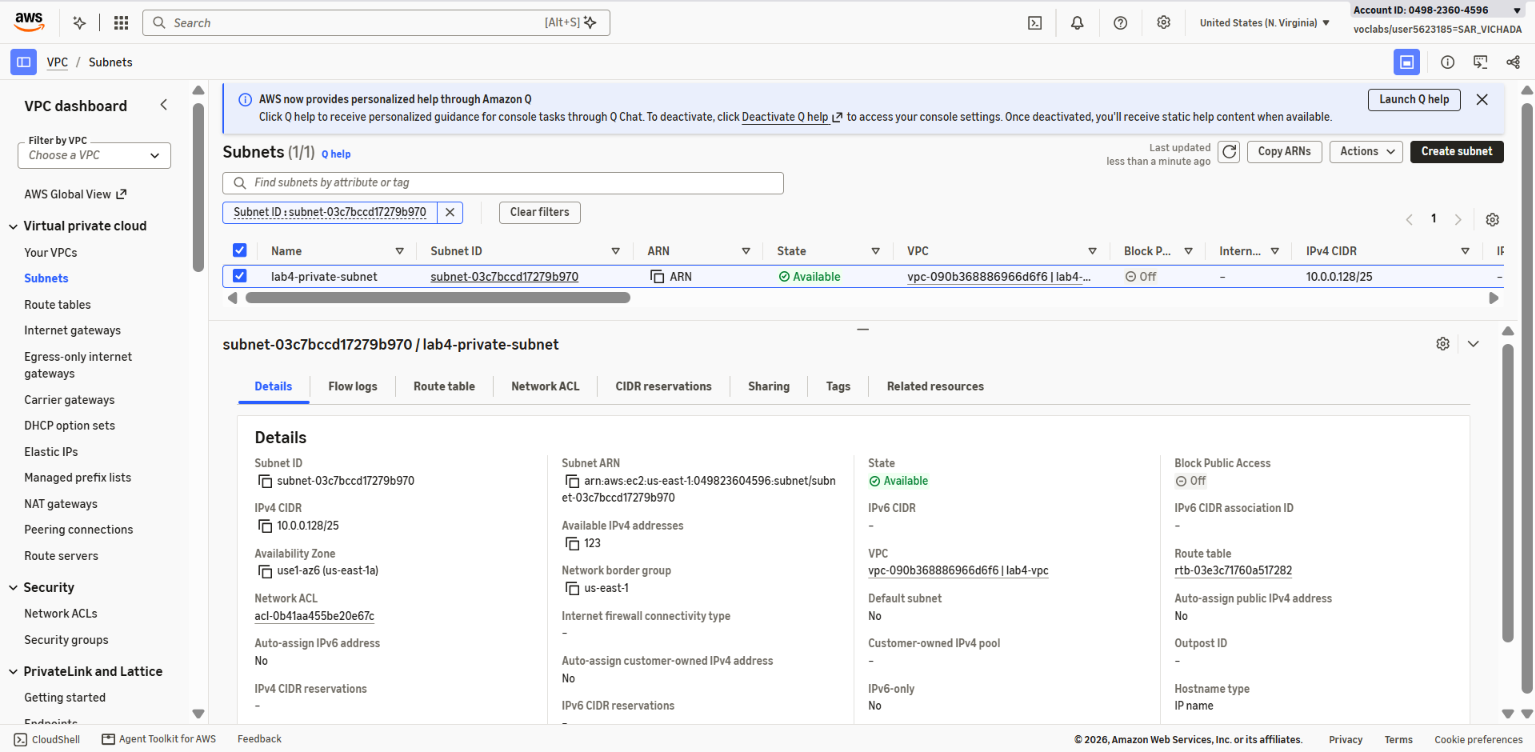 aws
Search [Alt+S]
United States (N. Virginia)
Account ID: 0498-2360-4596
voclabs/user5623185=SAR_VICHADA
VPC / Subnets
VPC dashboard
Filter by VPC
Choose a VPC
AWS Global View
Virtual private cloud
Your VPCs
Subnets
Route tables
Internet gateways
Egress-only internet
gateways
Carrier gateways
DHCP option sets
Elastic IPs
Managed prefix lists
NAT gateways
Peering connections
Route servers
Security
Network ACLs
Security groups
PrivateLink and Lattice
Getting started
Endpoints
AWS now provides personalized help through Amazon Q
Click Q help to receive personalized guidance for console tasks through Q Chat. To deactivate, click Deactivate Q help to access your console settings. Once deactivated, you'll receive static help content when available.
Launch Q help
Subnets (1/1) Q help
Last updated
less than a minute ago
Copy ARNs
Actions
Create subnet
Find subnets by attribute or tag
Subnet ID : subnet-03c7bccd17279b970
Clear filters
1
Name Subnet ID ARN State VPC Block P... Intern... IPv4 CIDR
lab4-private-subnet subnet-03c7bccd17279b970 ARN Available vpc-090b368886966d6f6 | lab4-... Off – 10.0.0.128/25 –
subnet-03c7bccd17279b970 / lab4-private-subnet
Details Flow logs Route table Network ACL CIDR reservations Sharing Tags Related resources
Details
Subnet ID
subnet-03c7bccd17279b970
IPv4 CIDR
10.0.0.128/25
Availability Zone
use1-az6 (us-east-1a)
Network ACL
acl-0b41aa455be20e67c
Auto-assign IPv6 address
No
IPv4 CIDR reservations
–
Subnet ARN
arn:aws:ec2:us-east-1:049823604596:subnet/subn
et-03c7bccd17279b970
Available IPv4 addresses
123
Network border group
us-east-1
Internet firewall connectivity type
–
Auto-assign customer-owned IPv4 address
No
IPv6 CIDR reservations
State
Available
IPv6 CIDR
–
VPC
vpc-090b368886966d6f6 | lab4-vpc
Default subnet
No
Customer-owned IPv4 pool
–
IPv6-only
No
Block Public Access
Off
IPv6 CIDR association ID
–
Route table
rtb-03e3c71760a517282
Auto-assign public IPv4 address
No
Outpost ID
–
Hostname type
IP name
CloudShell
Agent Toolkit for AWS
Feedback
© 2026, Amazon Web Services, Inc. or its affiliates.
Privacy
Terms
Cookie preferences